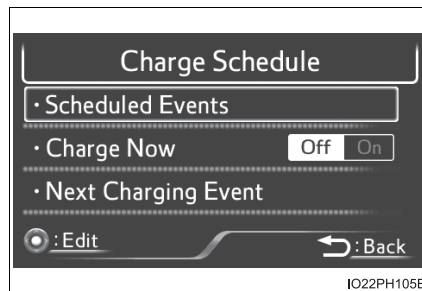 Charge Schedule
· Scheduled Events
· Charge Now Off On
· Next Charging Event
: Edit : Back
IO22PH105E